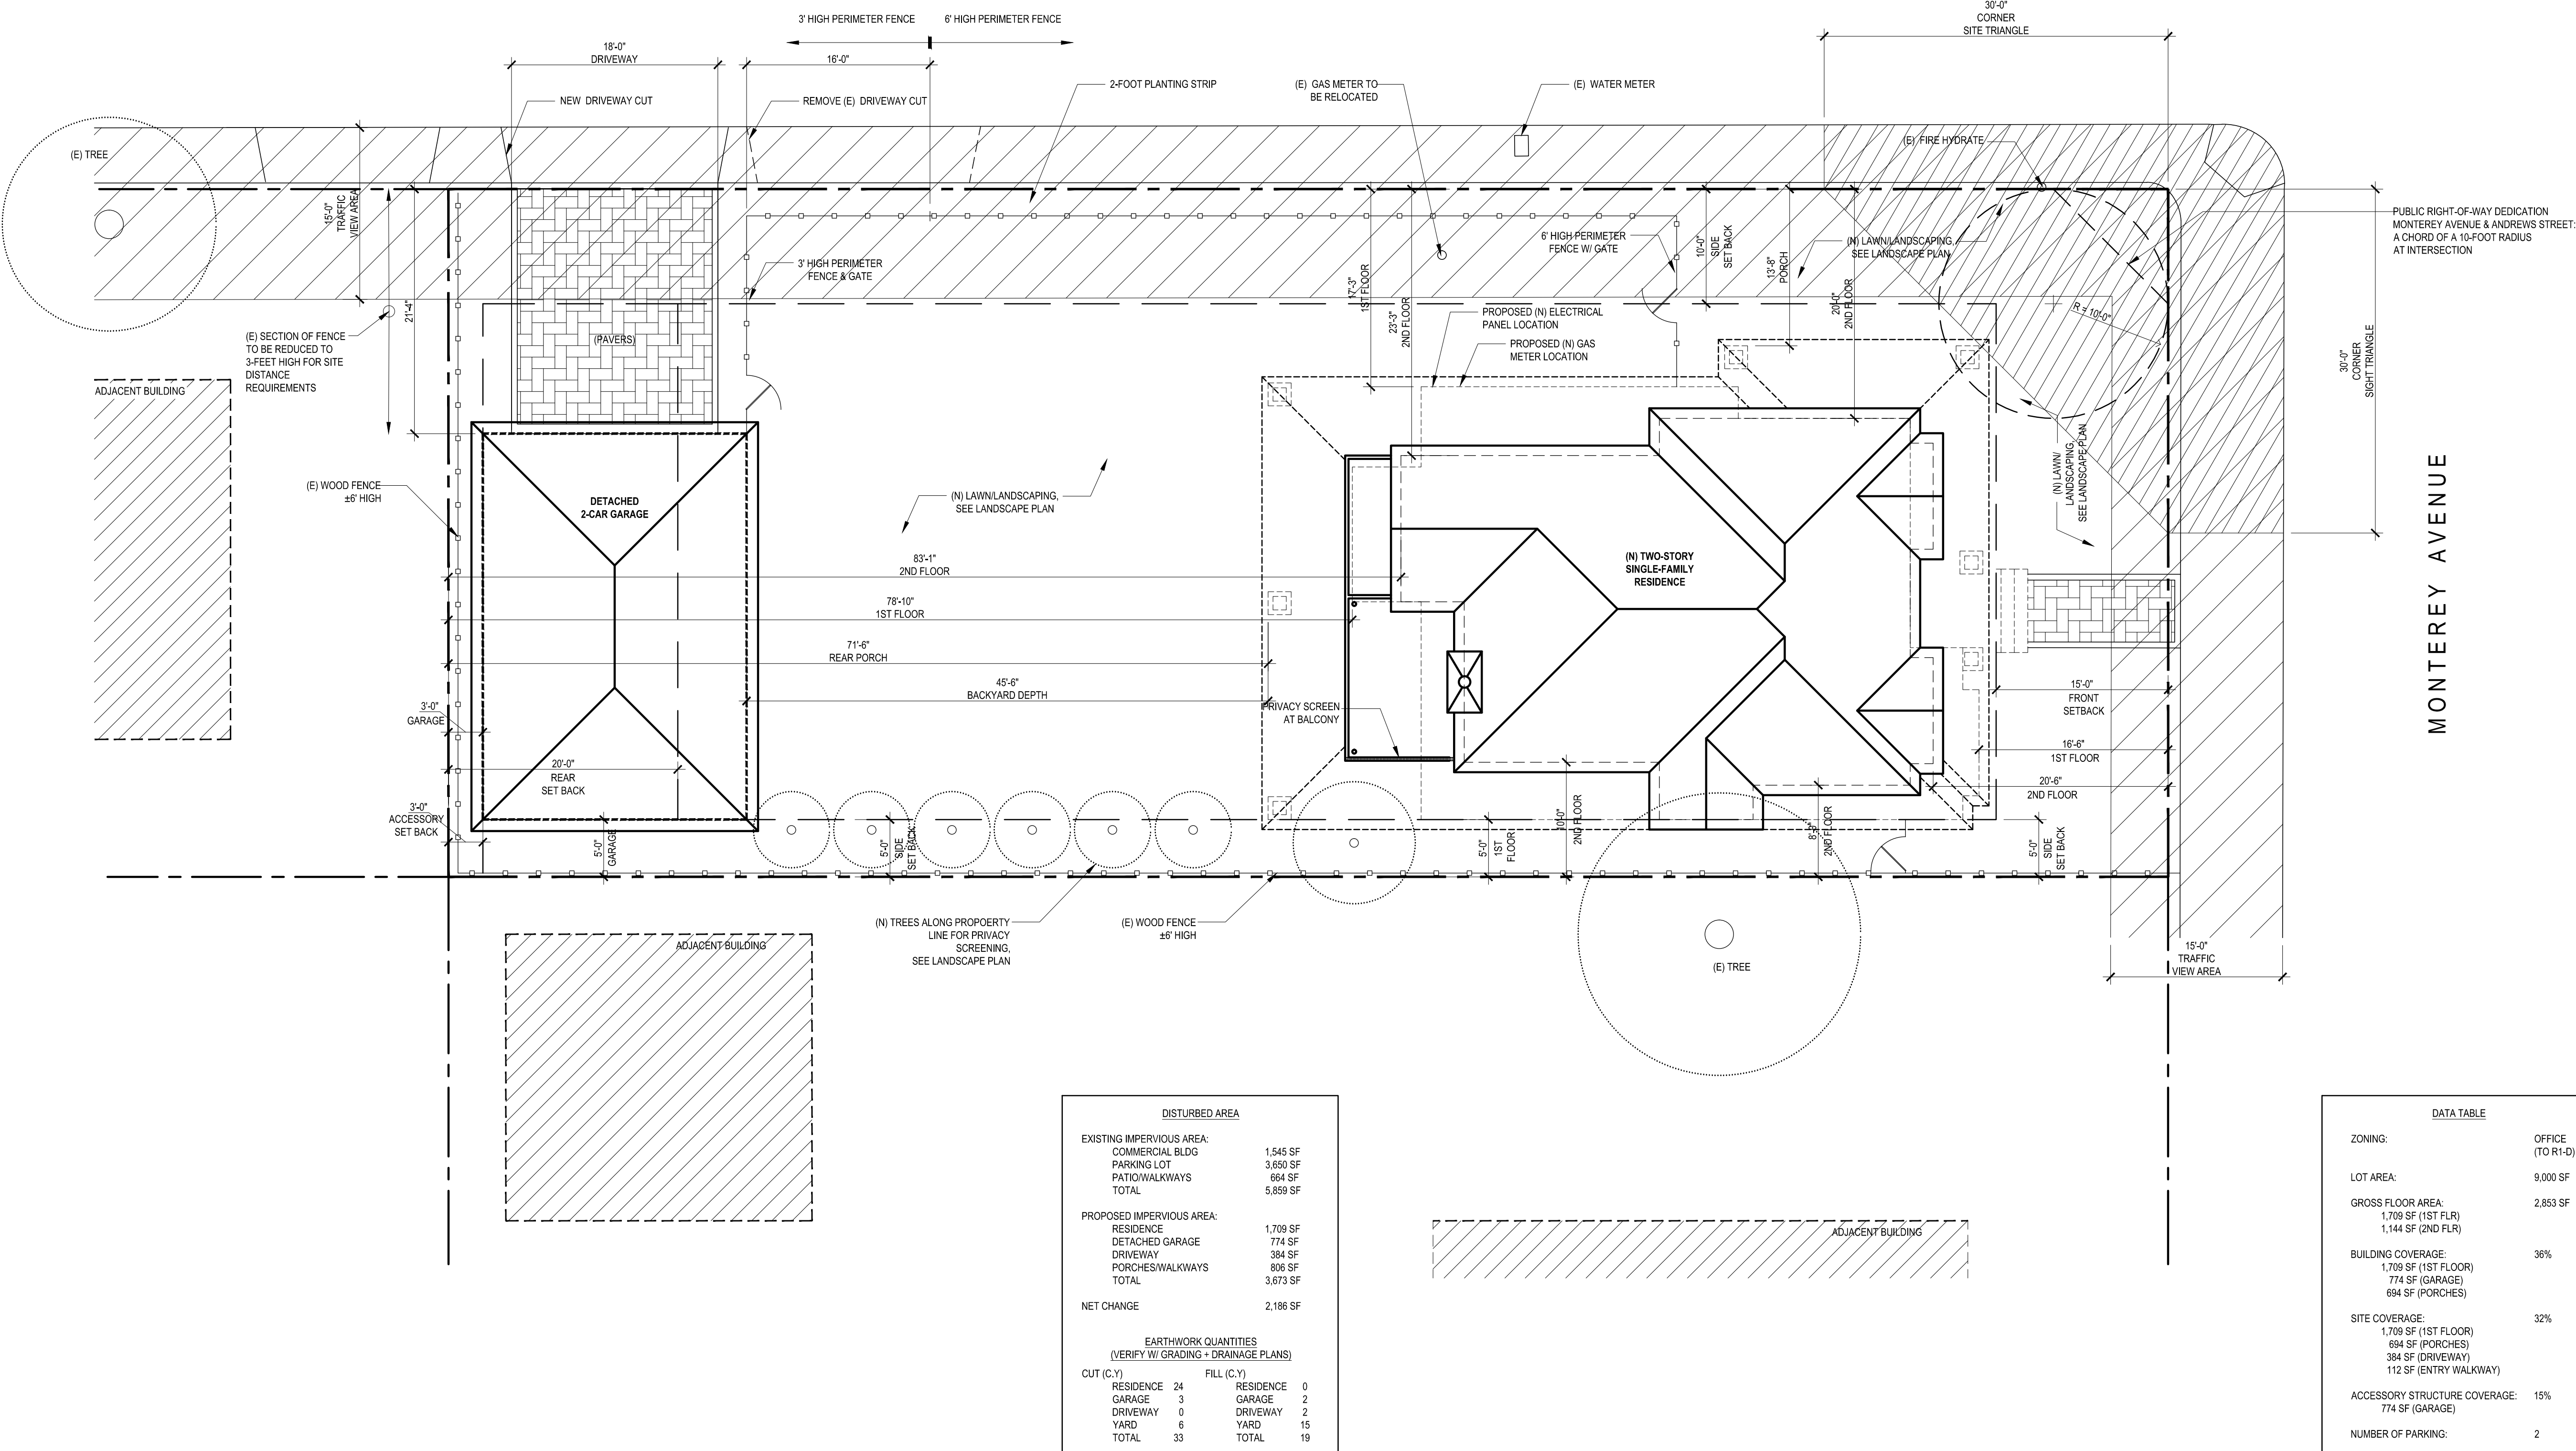 3' HIGH PERIMETER FENCE
6' HIGH PERIMETER FENCE
30'-0"
CORNER
SITE TRIANGLE
18'-0"
DRIVEWAY
16'-0"
NEW DRIVEWAY CUT
REMOVE (E) DRIVEWAY CUT
2-FOOT PLANTING STRIP
(E) GAS METER TO
BE RELOCATED
(E) WATER METER
(E) FIRE HYDRATE
(E) TREE
15'-0"
TRAFFIC
VIEW AREA
21'-4"
3' HIGH PERIMETER
FENCE & GATE
(PAVERS)
(E) SECTION OF FENCE
TO BE REDUCED TO
3-FEET HIGH FOR SITE
DISTANCE
REQUIREMENTS
ADJACENT BUILDING
17'-3"
1ST FLOOR
23'-3"
2ND FLOOR
6' HIGH PERIMETER
FENCE W/ GATE
10'-0"
SIDE
SET BACK
13'-8"
PORCH
20'-0"
2ND FLOOR
(N) LAWN/LANDSCAPING,
SEE LANDSCAPE PLAN
PUBLIC RIGHT-OF-WAY DEDICATION
MONTEREY AVENUE & ANDREWS STREET:
A CHORD OF A 10-FOOT RADIUS
AT INTERSECTION
R = 10'-0"
30'-0"
CORNER
SIGHT TRIANGLE
PROPOSED (N) ELECTRICAL
PANEL LOCATION
PROPOSED (N) GAS
METER LOCATION
(E) WOOD FENCE
±6' HIGH
DETACHED
2-CAR GARAGE
(N) LAWN/LANDSCAPING,
SEE LANDSCAPE PLAN
(N) LAWN/
LANDSCAPING,
SEE LANDSCAPE PLAN
MONTEREY AVENUE
83'-1"
2ND FLOOR
(N) TWO-STORY
SINGLE-FAMILY
RESIDENCE
78'-10"
1ST FLOOR
71'-6"
REAR PORCH
45'-6"
BACKYARD DEPTH
PRIVACY SCREEN
AT BALCONY
15'-0"
FRONT
SETBACK
16'-6"
1ST FLOOR
20'-6"
2ND FLOOR
3'-0"
GARAGE
20'-0"
REAR
SET BACK
3'-0"
ACCESSORY
SET BACK
5'-0"
GARAGE
5'-0"
SIDE
SET BACK
5'-0"
1ST
FLOOR
10'-0"
2ND FLOOR
2ND FLOOR
5'-0"
SIDE
SET BACK
(N) TREES ALONG PROPOERTY
LINE FOR PRIVACY
SCREENING,
SEE LANDSCAPE PLAN
(E) WOOD FENCE
±6' HIGH
ADJACENT BUILDING
(E) TREE
15'-0"
TRAFFIC
VIEW AREA
ADJACENT BUILDING
DISTURBED AREA
EXISTING IMPERVIOUS AREA:
COMMERCIAL BLDG 1,545 SF
PARKING LOT 3,650 SF
PATIO/WALKWAYS 664 SF
TOTAL 5,859 SF
PROPOSED IMPERVIOUS AREA:
RESIDENCE 1,709 SF
DETACHED GARAGE 774 SF
DRIVEWAY 384 SF
PORCHES/WALKWAYS 806 SF
TOTAL 3,673 SF
NET CHANGE 2,186 SF
EARTHWORK QUANTITIES
(VERIFY W/ GRADING + DRAINAGE PLANS)
CUT (C.Y) FILL (C.Y)
RESIDENCE 24 RESIDENCE 0
GARAGE 3 GARAGE 2
DRIVEWAY 0 DRIVEWAY 2
YARD 6 YARD 15
TOTAL 33 TOTAL 19
DATA TABLE
ZONING: OFFICE
(TO R1-D)
LOT AREA: 9,000 SF
GROSS FLOOR AREA: 2,853 SF
1,709 SF (1ST FLR)
1,144 SF (2ND FLR)
BUILDING COVERAGE: 36%
1,709 SF (1ST FLOOR)
774 SF (GARAGE)
694 SF (PORCHES)
SITE COVERAGE: 32%
1,709 SF (1ST FLOOR)
694 SF (PORCHES)
384 SF (DRIVEWAY)
112 SF (ENTRY WALKWAY)
ACCESSORY STRUCTURE COVERAGE: 15%
774 SF (GARAGE)
NUMBER OF PARKING: 2